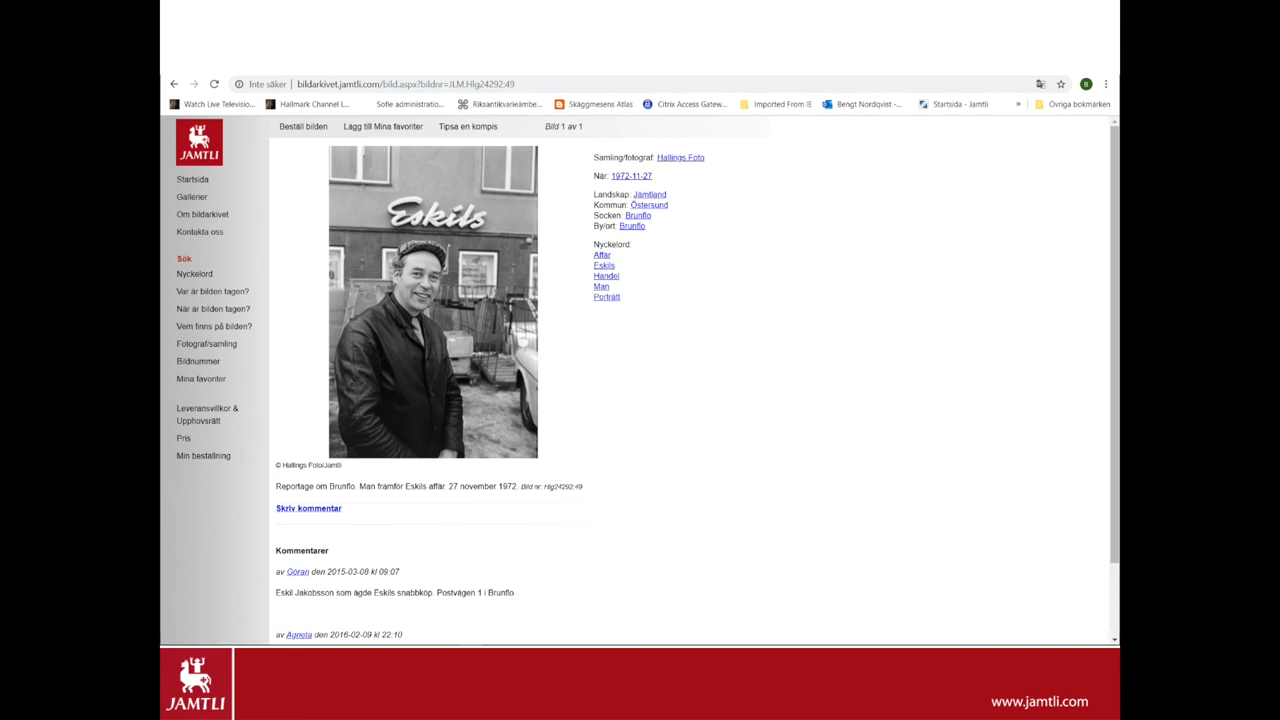 Inte säker | bildarkivet.jamtli.com/bild.aspx?bildnr=JLM.Hlg24292:49
Watch Live Televisio... Hallmark Channel L... Sofie administratio... Riksantikvarieämbe... Skäggmesens Atlas Citrix Access Gatew... Imported From IE Bengt Nordqvist -... Startsida - Jamtli » Övriga bokmärken
JAMTLI
Startsida
Gallerier
Om bildarkivet
Kontakta oss
Sök
Nyckelord
Var är bilden tagen?
När är bilden tagen?
Vem finns på bilden?
Fotograf/samling
Bildnummer
Mina favoriter
Leveransvillkor &
Upphovsrätt
Pris
Min beställning
Beställ bilden Lägg till Mina favoriter Tipsa en kompis Bild 1 av 1
Eskils
Samling/fotograf: Hallings Foto
När: 1972-11-27
Landskap: Jämtland
Kommun: Östersund
Socken: Brunflo
By/ort: Brunflo
Nyckelord:
Affär
Eskils
Handel
Man
Porträtt
© Hallings Foto/Jamtli
Reportage om Brunflo. Man framför Eskils affär. 27 november 1972. Bild nr: Hlg24292:49
Skriv kommentar
Kommentarer
av Göran den 2015-03-08 kl 09:07
Eskil Jakobsson som ägde Eskils snabbköp. Postvägen 1 i Brunflo.
av Agneta den 2016-02-09 kl 22:10
JAMTLI
www.jamtli.com